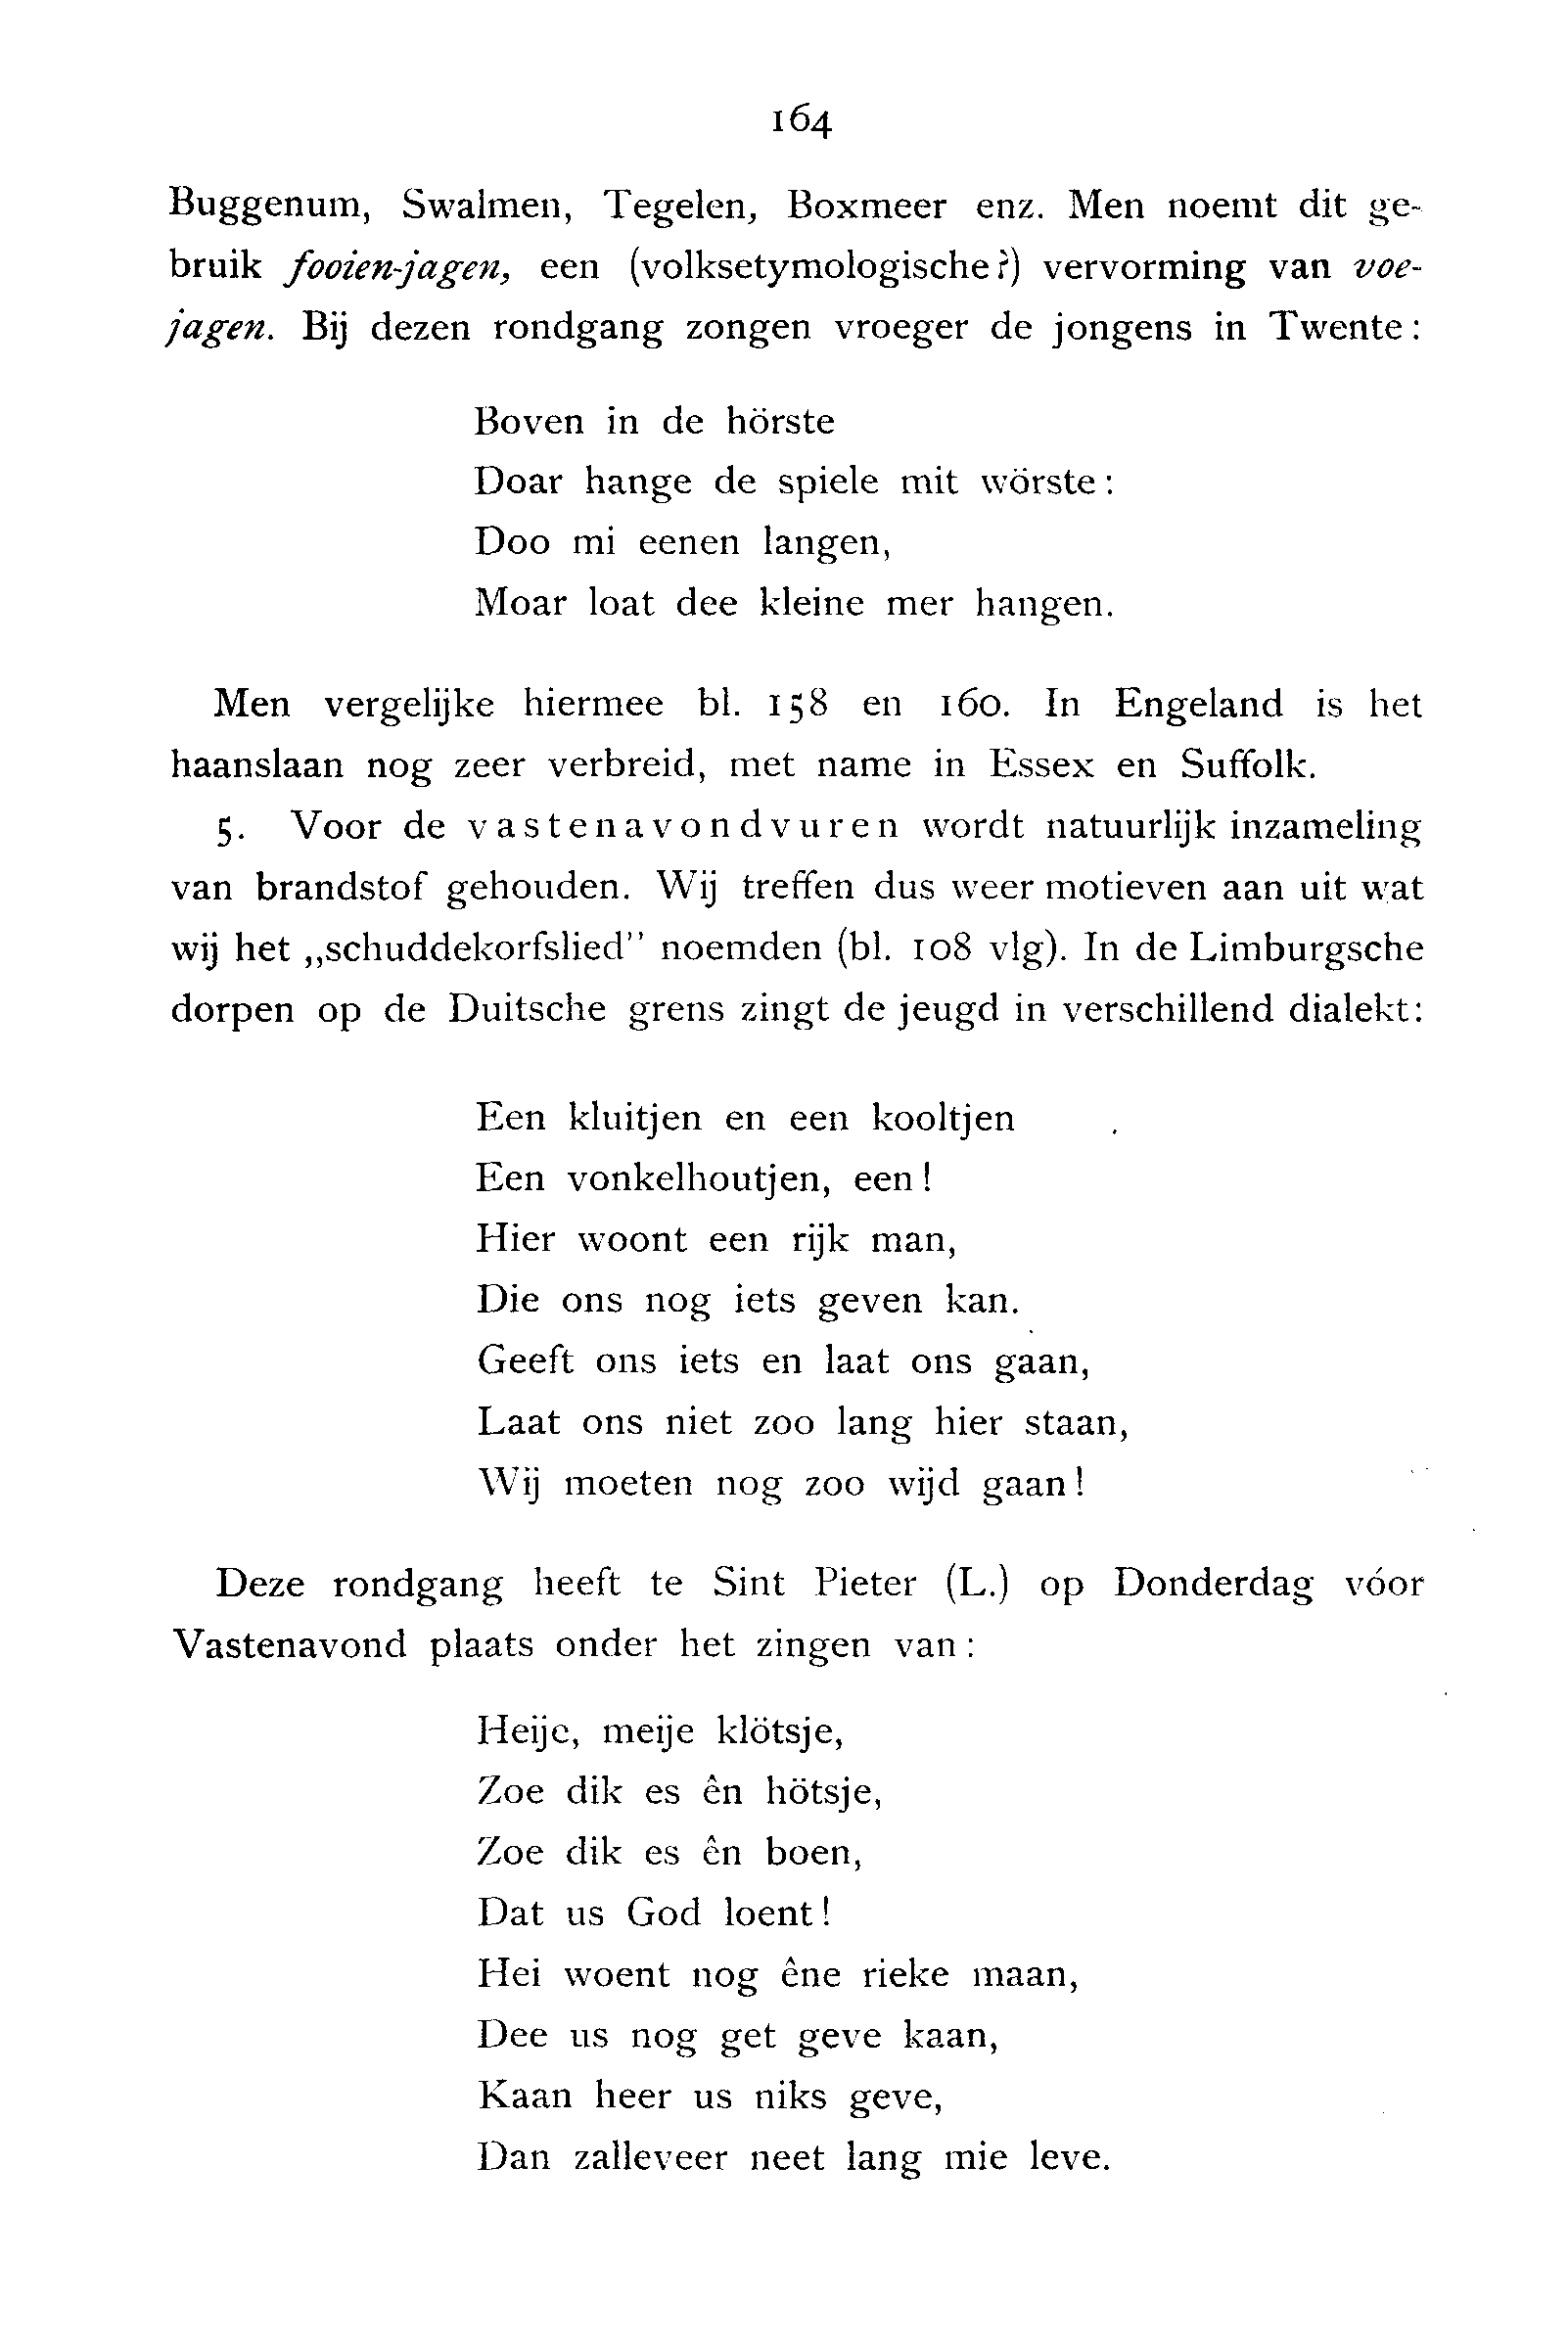 164
Buggenum, Swalmen, Tegelen, Boxmeer enz. Men noemt dit ge-
bruik fooien-jagen, een (volksetymologische?) vervorming van voe-
jagen. Bij dezen rondgang zongen vroeger de jongens in Twente:
Boven in de hörste
Doar hange de spiele mit wörste:
Doo mi eenen langen,
Moar loat dee kleine mer hangen.
Men vergelijke hiermee bl. 158 en 160. In Engeland is het
haanslaan nog zeer verbreid, met name in Essex en Suffolk.
5. Voor de vastenavondvuren wordt natuurlijk inzameling
van brandstof gehouden. Wij treffen dus weer motieven aan uit wat
wij het „schuddekorfslied” noemden (bl. 108 vlg). In de Limburgsche
dorpen op de Duitsche grens zingt de jeugd in verschillend dialekt:
Een kluitjen en een kooltjen
Een vonkelhoutjen, een!
Hier woont een rijk man,
Die ons nog iets geven kan.
Geeft ons iets en laat ons gaan,
Laat ons niet zoo lang hier staan,
Wij moeten nog zoo wijd gaan!
Deze rondgang heeft te Sint Pieter (L.) op Donderdag vóor
Vastenavond plaats onder het zingen van:
Heije, meije klötsje,
Zoe dik es ên hötsje,
Zoe dik es ên boen,
Dat us God loent!
Hei woent nog êne rieke maan,
Dee us nog get geve kaan,
Kaan heer us niks geve,
Dan zalleveer neet lang mie leve.